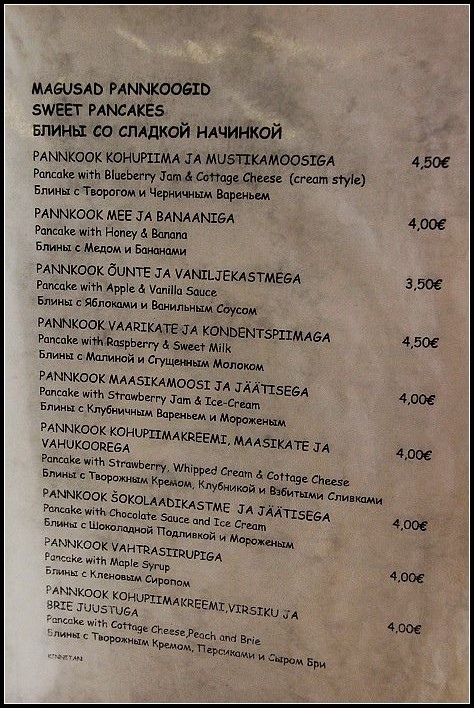 MAGUSAD PANNKOOGID
SWEET PANCAKES
БЛИНЫ СО СЛАДКОЙ НАЧИНКОЙ
PANNKOOK KOHUPIIMA JA MUSTIKAMOOSIGA 4,50€
Pancake with Blueberry Jam & Cottage Cheese (cream style)
Блины с Творогом и Черничным Вареньем
PANNKOOK MEE JA BANAANIGA 4,00€
Pancake with Honey & Banana
Блины с Медом и Бананами
PANNKOOK ÕUNTE JA VANILJEKASTMEGA 3,50€
Pancake with Apple & Vanilla Sauce
Блины с Яблоками и Ванильным Соусом
PANNKOOK VAARIKATE JA KONDENTSPIIMAGA 4,50€
Pancake with Raspberry & Sweet Milk
Блины с Малиной и Сгущенным Молоком
PANNKOOK MAASIKAMOOSI JA JÄÄTISEGA 4,00€
Pancake with Strawberry Jam & Ice-Cream
Блины с Клубничным Вареньем и Мороженым
PANNKOOK KOHUPIIMAKREEMI, MAASIKATE JA
VAHUKOOREGA 4,00€
Pancake with Strawberry, Whipped Cream & Cottage Cheese
Блины с Творожным Кремом, Клубникой и Взбитыми Сливками
PANNKOOK ŠOKOLAADIKASTME JA JÄÄTISEGA 4,00€
Pancake with Chocolate Sauce and Ice Cream
Блины с Шоколадной Подливкой и Мороженым
PANNKOOK VAHTRASIIRUPIGA 4,00€
Pancake with Maple Syrup
Блины с Кленовым Сиропом
PANNKOOK KOHUPIIMAKREEMI,VIRSIKU JA
BRIE JUUSTUGA 4,00€
Pancake with Cottage Cheese,Peach and Brie
Блины с Творожным Кремом, Персиками и Сыром Бри